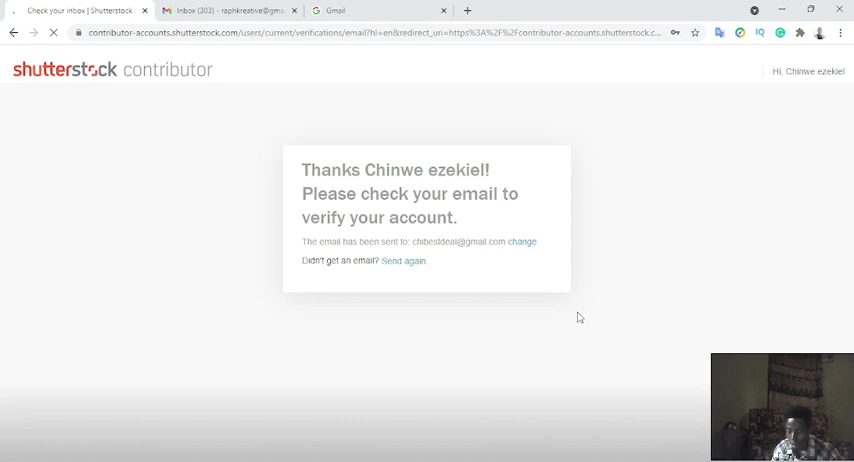 Check your inbox | Shutterstock
Inbox (303) - raphkreative@gma
Gmail
contributor-accounts.shutterstock.com/users/current/verifications/email?hl=en&redirect_uri=https%3A%2F%2Fcontributor-accounts.shutterstock.c...
shutterstock contributor
Hi, Chinwe ezekiel
Thanks Chinwe ezekiel!
Please check your email to
verify your account.
The email has been sent to: chibestdeal@gmail.com change
Didn't get an email? Send again.